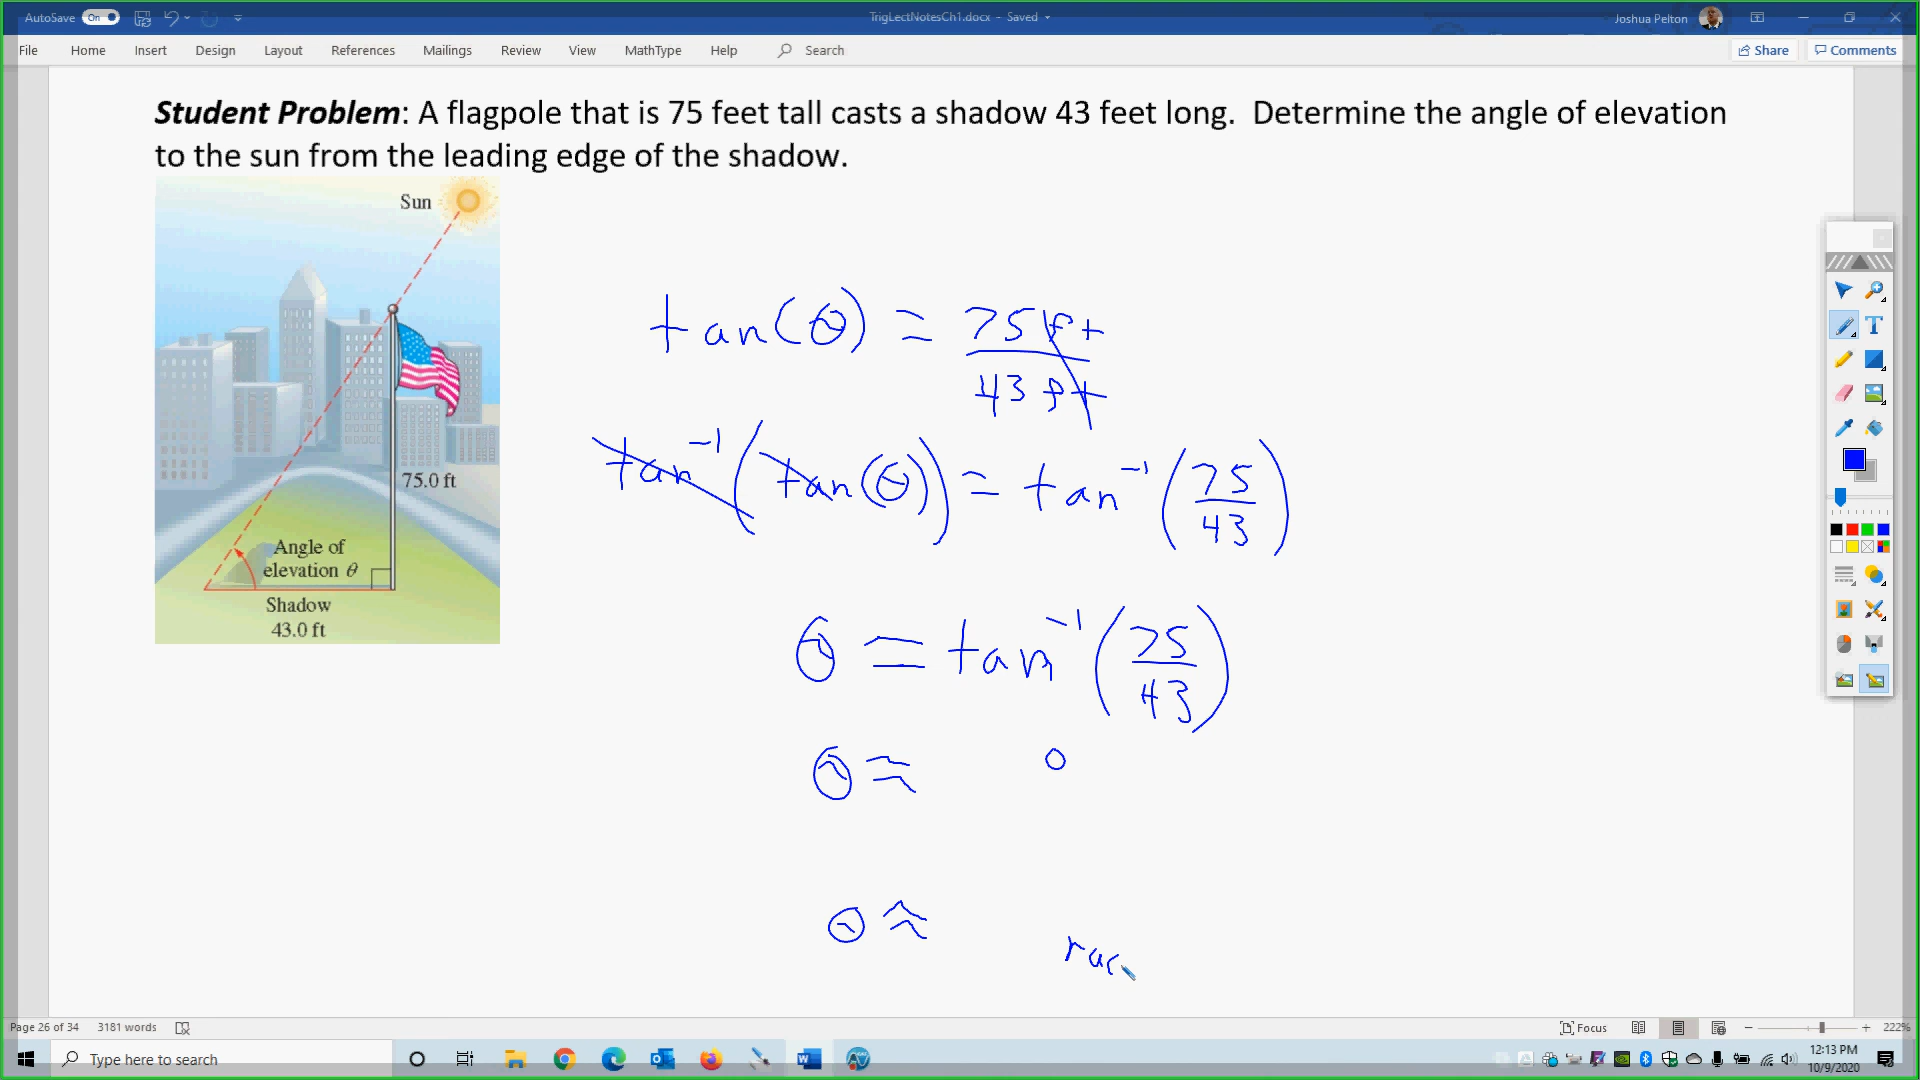 AutoSave On TrigLectNotesCh1.docx - Saved Joshua Pelton
File Home Insert Design Layout References Mailings Review View MathType Help Search Share Comments
Student Problem: A flagpole that is 75 feet tall casts a shadow 43 feet long. Determine the angle of elevation
to the sun from the leading edge of the shadow.
Sun
75.0 ft
Angle of
elevation θ
Shadow
43.0 ft
tan(θ) = 75 ft / 43 ft
tan⁻¹(tan(θ)) = tan⁻¹(75/43)
θ = tan⁻¹(75/43)
θ ≈ °
θ ≈ rac
T
Page 26 of 34 3181 words Focus 222%
Type here to search 12:13 PM
10/9/2020